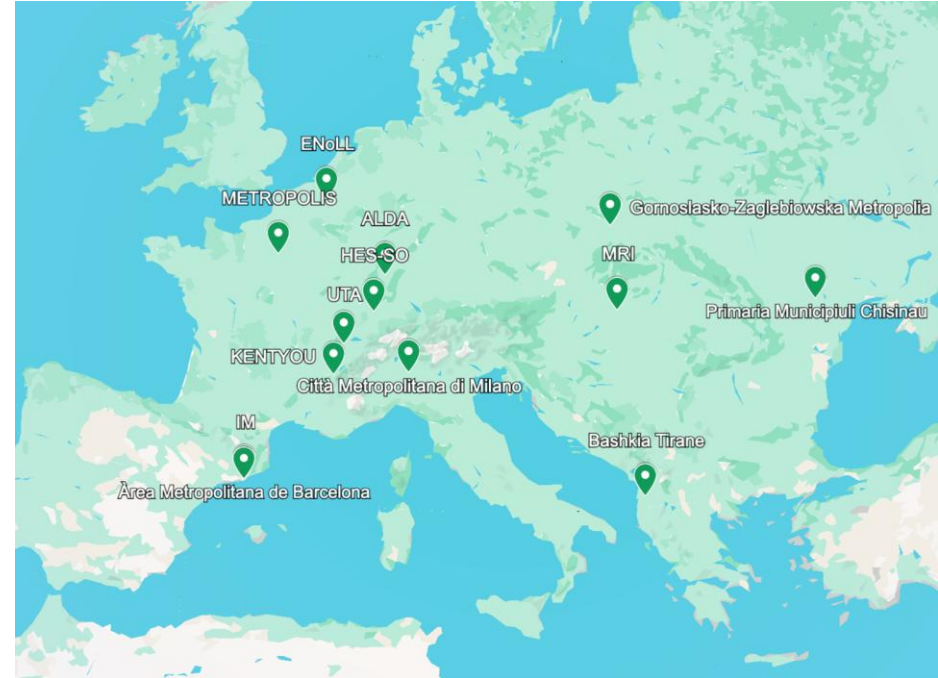 ENoLL
METROPOLIS
Gornoslasko-Zaglebiowska Metropolia
ALDA
HES-SO
MRI
UTA
Primaria Municipiuli Chisinau
KENTYOU
Città Metropolitana di Milano
IM
Bashkia Tirane
Àrea Metropolitana de Barcelona